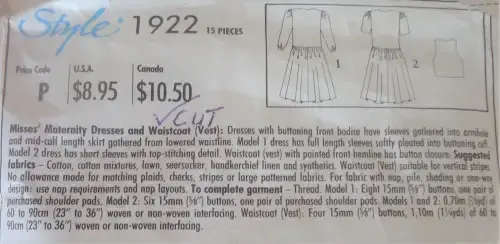 Style 1922 15 PIECES
Price Code U.S.A. Canada
P $8.95 $10.50
CUT
1 2
Misses' Maternity Dresses and Waistcoat (Vest): Dresses with buttoning front bodice have sleeves gathered into armhole
and mid-calf length skirt gathered from lowered waistline. Model 1 dress has full length sleeves softly pleated into buttoning cuff.
Model 2 dress has short sleeves with top-stitching detail. Waistcoat (vest) with pointed front hemline has button closure. Suggested
fabrics - Cotton, cotton mixtures, lawn, seersucker, handkerchief linen and synthetics. Waistcoat (Vest) suitable for vertical stripes.
No allowance made for matching plaids, checks, stripes or large patterned fabrics. For fabric with nap, pile, shading or one-way
design: use nap requirements and nap layouts. To complete garment - Thread. Model 1: Eight 15mm (⅝") buttons, one pair of
purchased shoulder pads. Model 2: Six 15mm (⅝") buttons, one pair of purchased shoulder pads. Models 1 and 2: 0,70m of
60 to 90cm (23" to 36") woven or non-woven interfacing. Waistcoat (Vest): Four 15mm (⅝") buttons, 1,10m of 60 to
90cm (23" to 36") woven or non-woven interfacing.